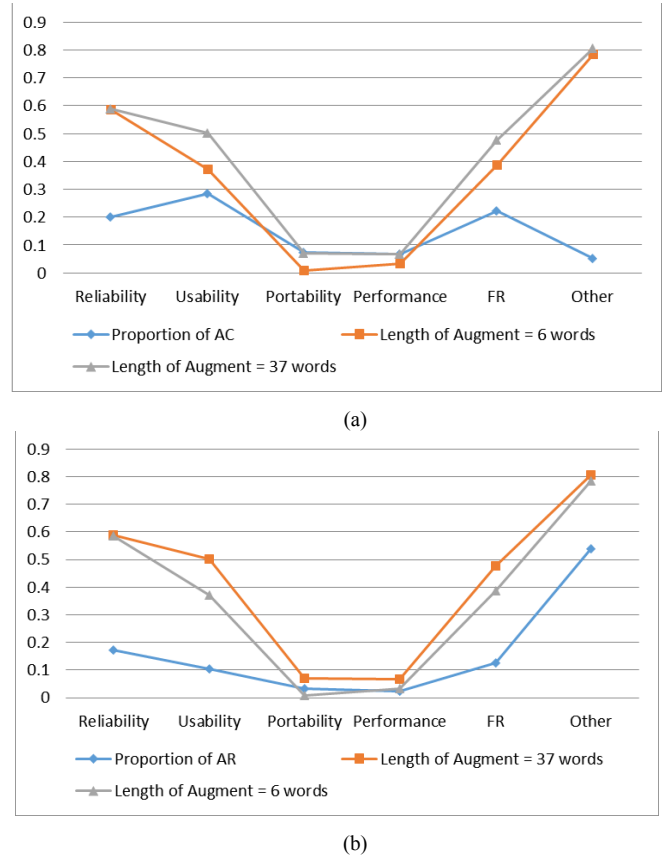 0.9
0.8
0.7
0.6
0.5
0.4
0.3
0.2
0.1
0
Reliability Usability Portability Performance FR Other
Proportion of AC Length of Augment = 6 words
Length of Augment = 37 words
(a)
0.9
0.8
0.7
0.6
0.5
0.4
0.3
0.2
0.1
0
Reliability Usability Portability Performance FR Other
Proportion of AR Length of Augment = 37 words
Length of Augment = 6 words
(b)